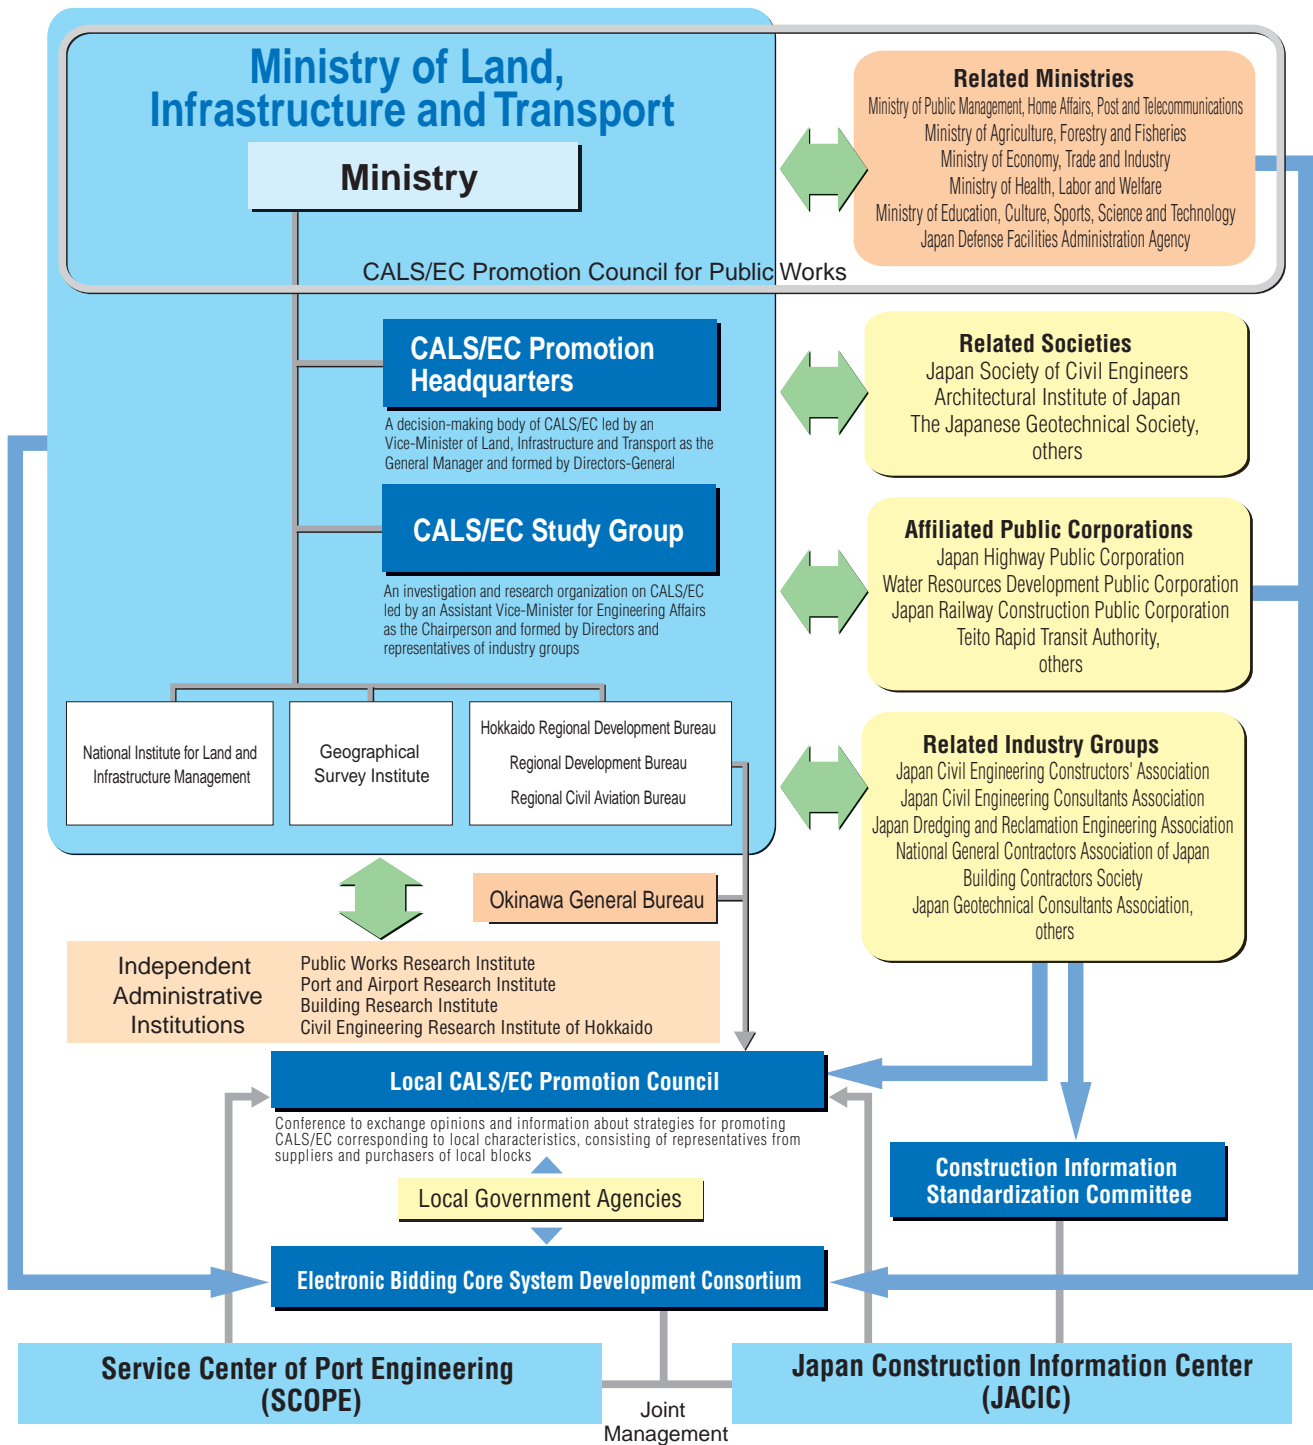 Ministry of Land,
Infrastructure and Transport
Ministry
Related Ministries
Ministry of Public Management, Home Affairs, Post and Telecommunications
Ministry of Agriculture, Forestry and Fisheries
Ministry of Economy, Trade and Industry
Ministry of Health, Labor and Welfare
Ministry of Education, Culture, Sports, Science and Technology
Japan Defense Facilities Administration Agency
CALS/EC Promotion Council for Public Works
CALS/EC Promotion
Headquarters
A decision-making body of CALS/EC led by an
Vice-Minister of Land, Infrastructure and Transport as the
General Manager and formed by Directors-General
Related Societies
Japan Society of Civil Engineers
Architectural Institute of Japan
The Japanese Geotechnical Society,
others
CALS/EC Study Group
An investigation and research organization on CALS/EC
led by an Assistant Vice-Minister for Engineering Affairs
as the Chairperson and formed by Directors and
representatives of industry groups
Affiliated Public Corporations
Japan Highway Public Corporation
Water Resources Development Public Corporation
Japan Railway Construction Public Corporation
Teito Rapid Transit Authority,
others
National Institute for Land and
Infrastructure Management
Geographical
Survey Institute
Hokkaido Regional Development Bureau
Regional Development Bureau
Regional Civil Aviation Bureau
Related Industry Groups
Japan Civil Engineering Constructors' Association
Japan Civil Engineering Consultants Association
Japan Dredging and Reclamation Engineering Association
National General Contractors Association of Japan
Building Contractors Society
Japan Geotechnical Consultants Association,
others
Okinawa General Bureau
Independent
Administrative
Institutions
Public Works Research Institute
Port and Airport Research Institute
Building Research Institute
Civil Engineering Research Institute of Hokkaido
Local CALS/EC Promotion Council
Conference to exchange opinions and information about strategies for promoting
CALS/EC corresponding to local characteristics, consisting of representatives from
suppliers and purchasers of local blocks
Construction Information
Standardization Committee
Local Government Agencies
Electronic Bidding Core System Development Consortium
Service Center of Port Engineering
(SCOPE)
Japan Construction Information Center
(JACIC)
Joint
Management